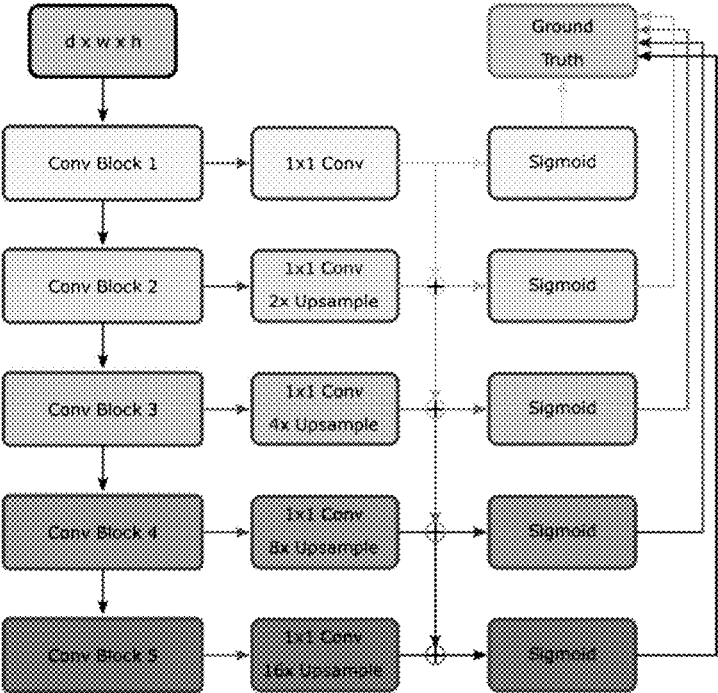 d x w x h
Ground
Truth
Conv Block 1
1x1 Conv
Sigmoid
Conv Block 2
1x1 Conv
2x Upsample
Sigmoid
Conv Block 3
1x1 Conv
4x Upsample
Sigmoid
Conv Block 4
1x1 Conv
8x Upsample
Sigmoid
Conv Block 5
1x1 Conv
16x Upsample
Sigmoid